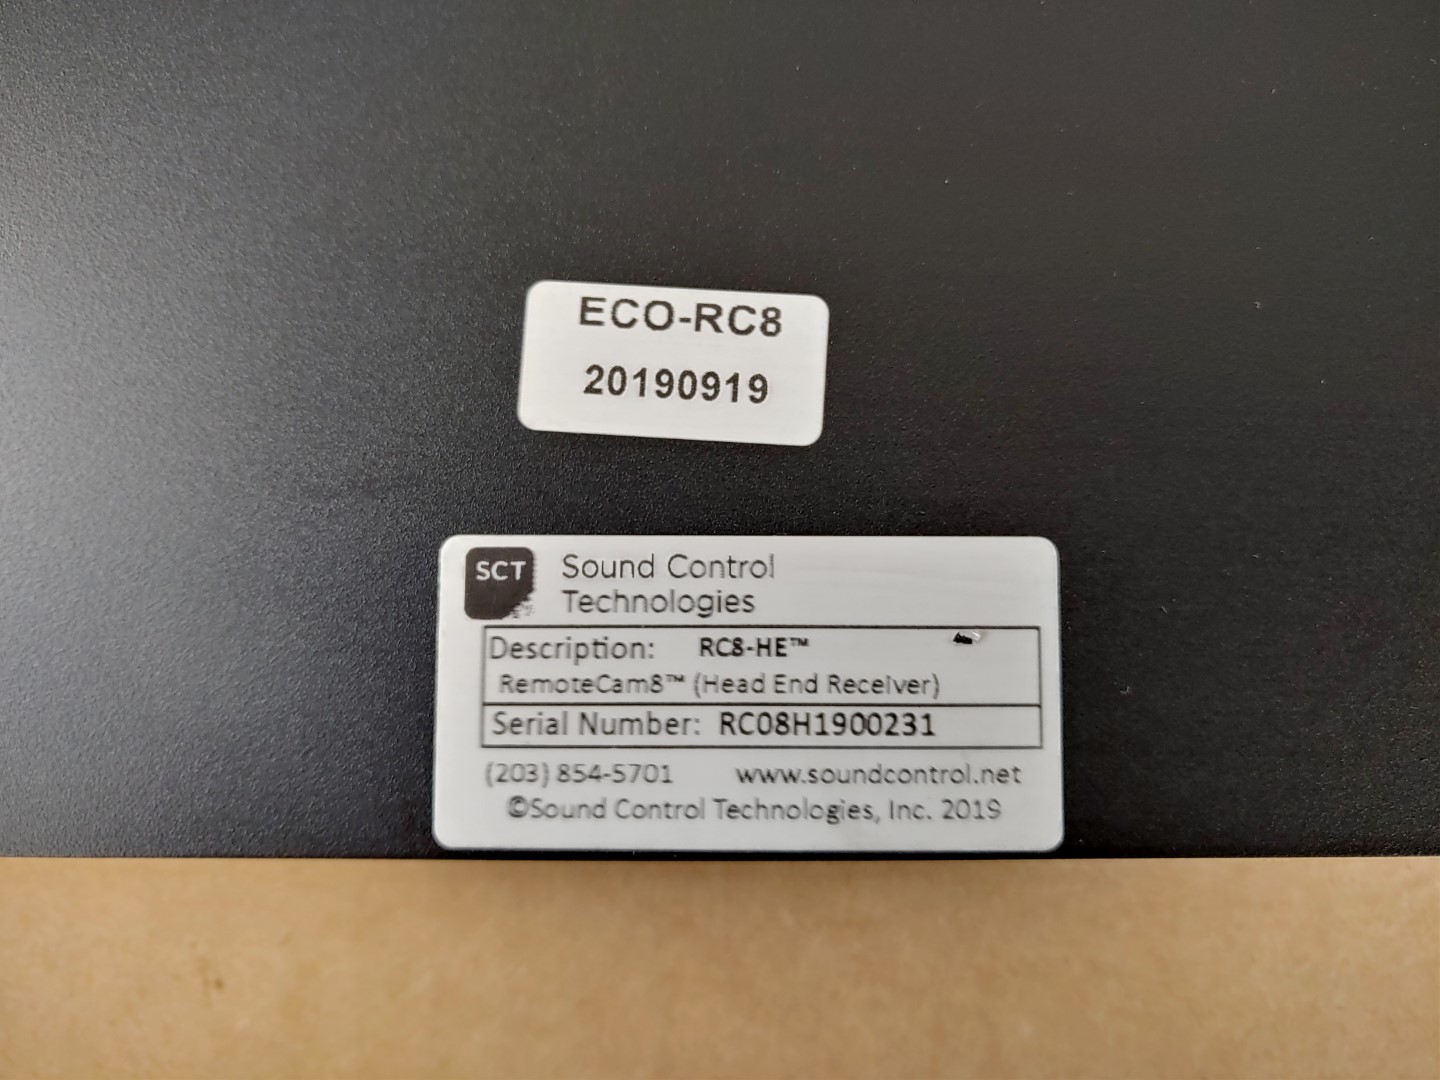 ECO-RC8
20190919
SCT
Sound Control
Technologies
Description: RC8-HE™
RemoteCam8™ (Head End Receiver)
Serial Number: RC08H1900231
(203) 854-5701 www.soundcontrol.net
©Sound Control Technologies, Inc. 2019